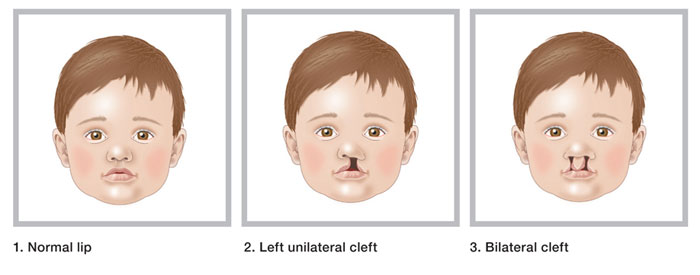 1. Normal lip
2. Left unilateral cleft
3. Bilateral cleft